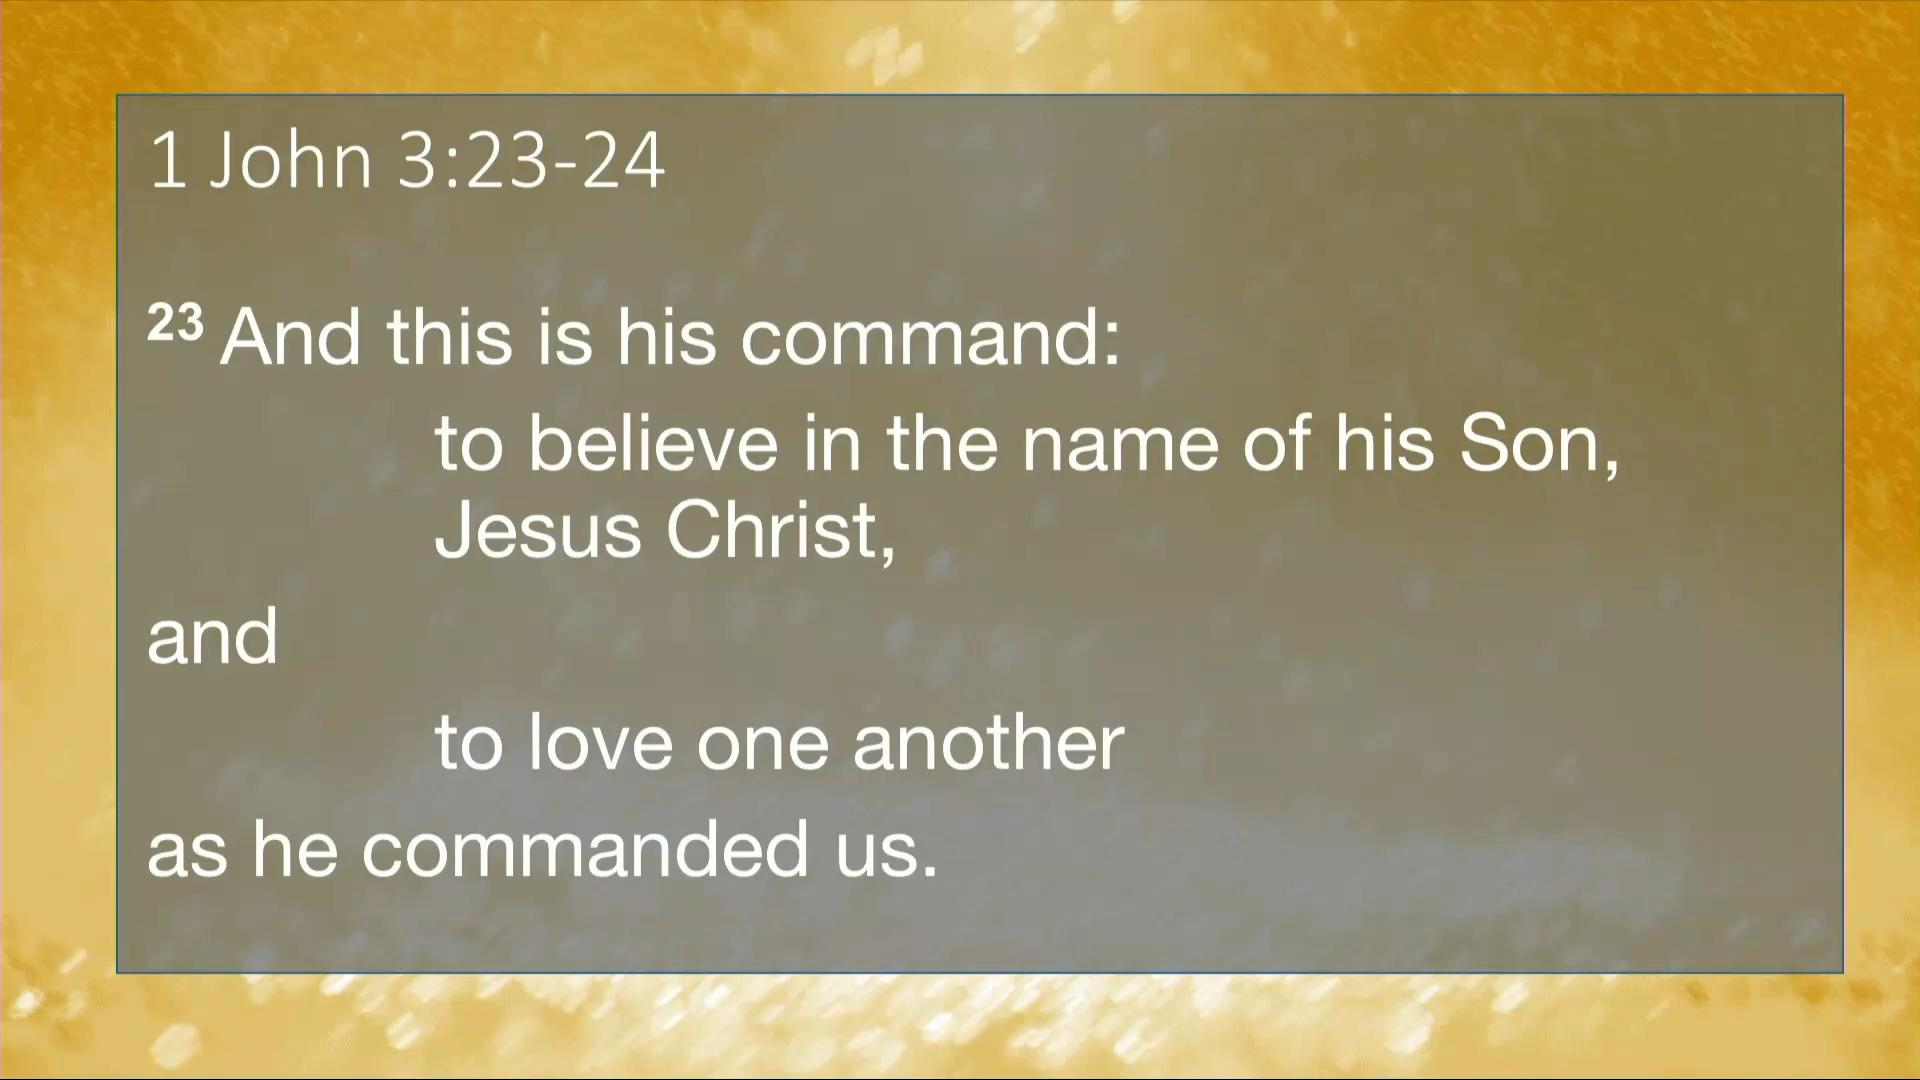 1 John 3:23-24
23 And this is his command:
to believe in the name of his Son,
Jesus Christ,
and
to love one another
as he commanded us.